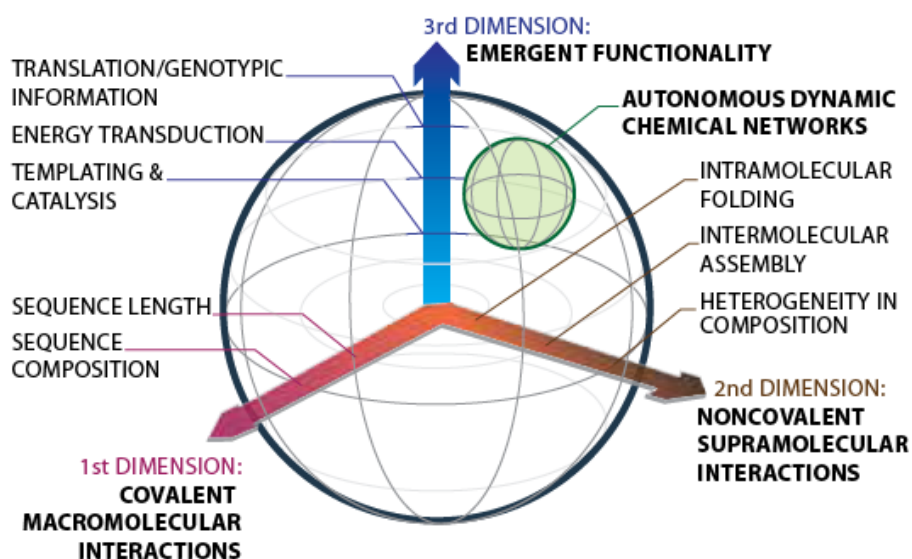 3rd DIMENSION:
EMERGENT FUNCTIONALITY
TRANSLATION/GENOTYPIC
INFORMATION
ENERGY TRANSDUCTION
TEMPLATING &
CATALYSIS
AUTONOMOUS DYNAMIC
CHEMICAL NETWORKS
INTRAMOLECULAR
FOLDING
INTERMOLECULAR
ASSEMBLY
HETEROGENEITY IN
COMPOSITION
SEQUENCE LENGTH
SEQUENCE
COMPOSITION
1st DIMENSION:
COVALENT
MACROMOLECULAR
INTERACTIONS
2nd DIMENSION:
NONCOVALENT
SUPRAMOLECULAR
INTERACTIONS